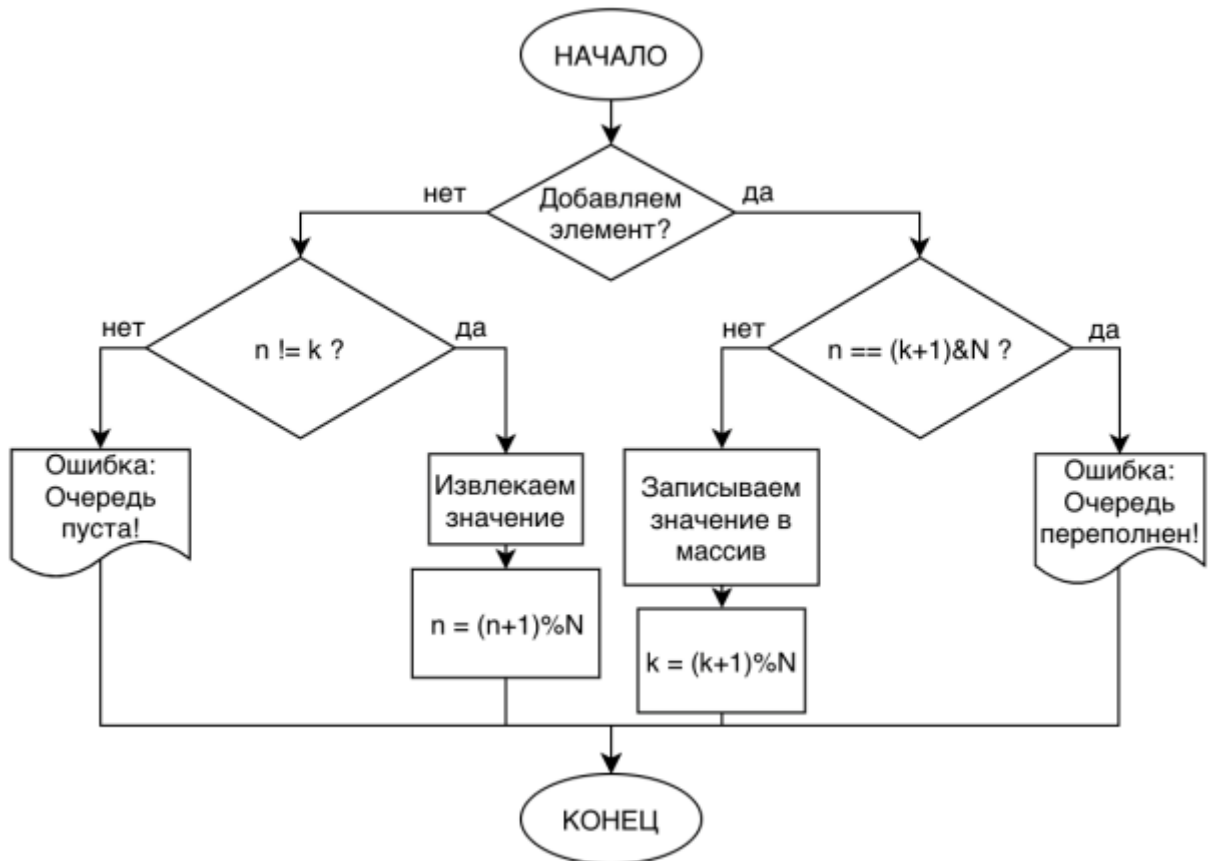 НАЧАЛО
Добавляем
элемент?
нет
да
n != k ?
нет
да
n == (k+1)&N ?
нет
да
Ошибка:
Очередь
пуста!
Извлекаем
значение
n = (n+1)%N
Записываем
значение в
массив
k = (k+1)%N
Ошибка:
Очередь
переполнен!
КОНЕЦ